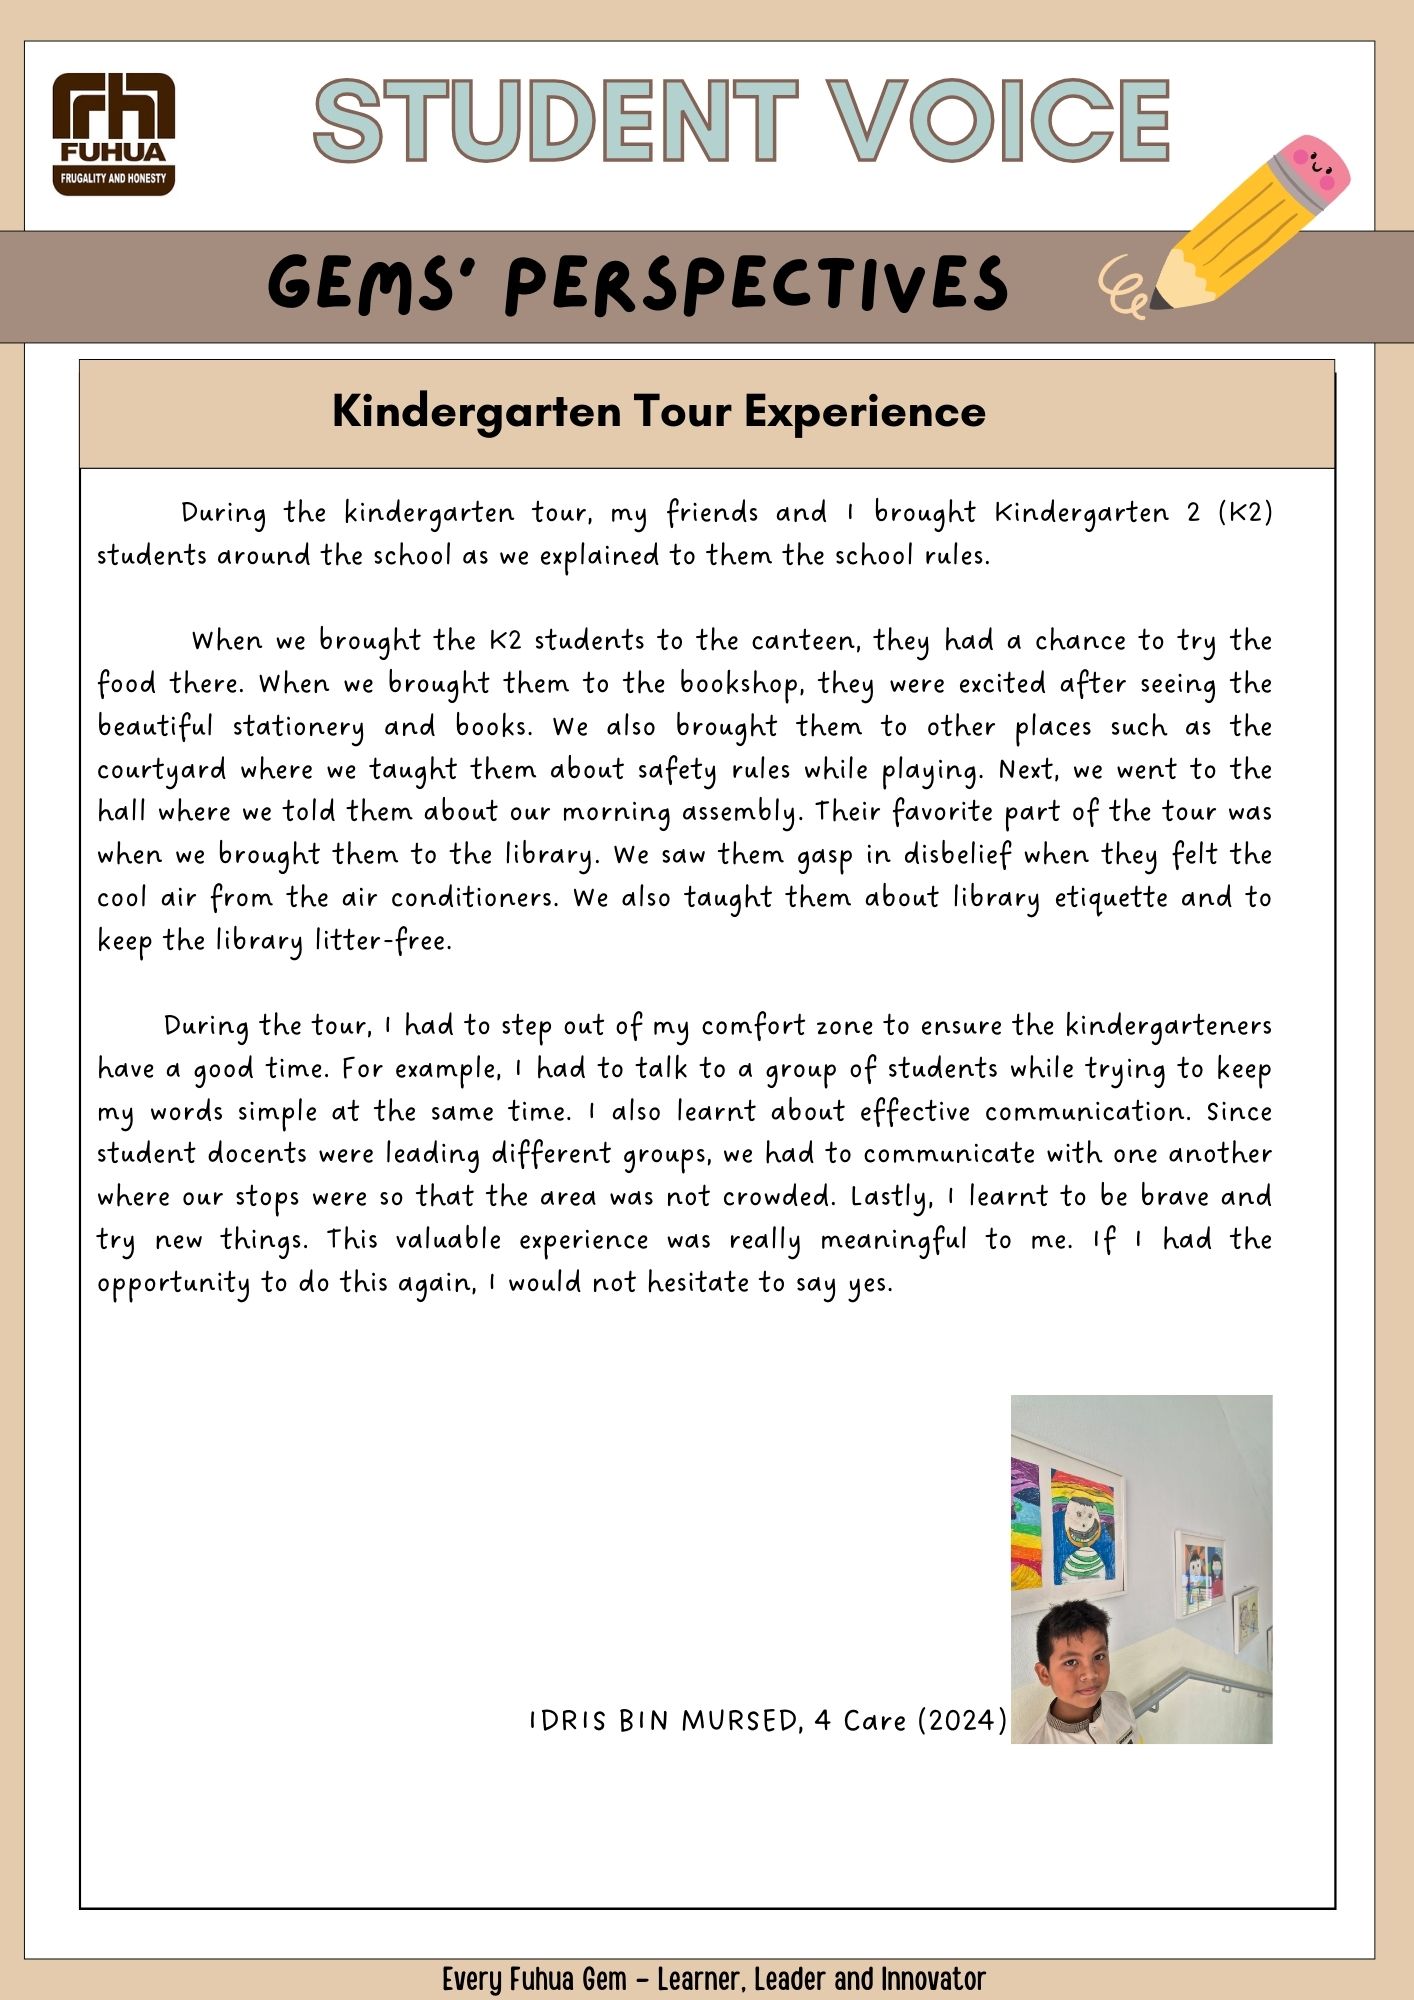 FUHUA
FRUGALITY AND HONESTY
STUDENT VOICE
GEMS' PERSPECTIVES
Kindergarten Tour Experience
During the kindergarten tour, my friends and I brought Kindergarten 2 (K2)
students around the school as we explained to them the school rules.
When we brought the K2 students to the canteen, they had a chance to try the
food there. When we brought them to the bookshop, they were excited after seeing the
beautiful stationery and books. We also brought them to other places such as the
courtyard where we taught them about safety rules while playing. Next, we went to the
hall where we told them about our morning assembly. Their favorite part of the tour was
when we brought them to the library. We saw them gasp in disbelief when they felt the
cool air from the air conditioners. We also taught them about library etiquette and to
keep the library litter-free.
During the tour, I had to step out of my comfort zone to ensure the kindergarteners
have a good time. For example, I had to talk to a group of students while trying to keep
my words simple at the same time. I also learnt about effective communication. Since
student docents were leading different groups, we had to communicate with one another
where our stops were so that the area was not crowded. Lastly, I learnt to be brave and
try new things. This valuable experience was really meaningful to me. If I had the
opportunity to do this again, I would not hesitate to say yes.
IDRIS BIN MURSED, 4 Care (2024)
Every Fuhua Gem – Learner, Leader and Innovator